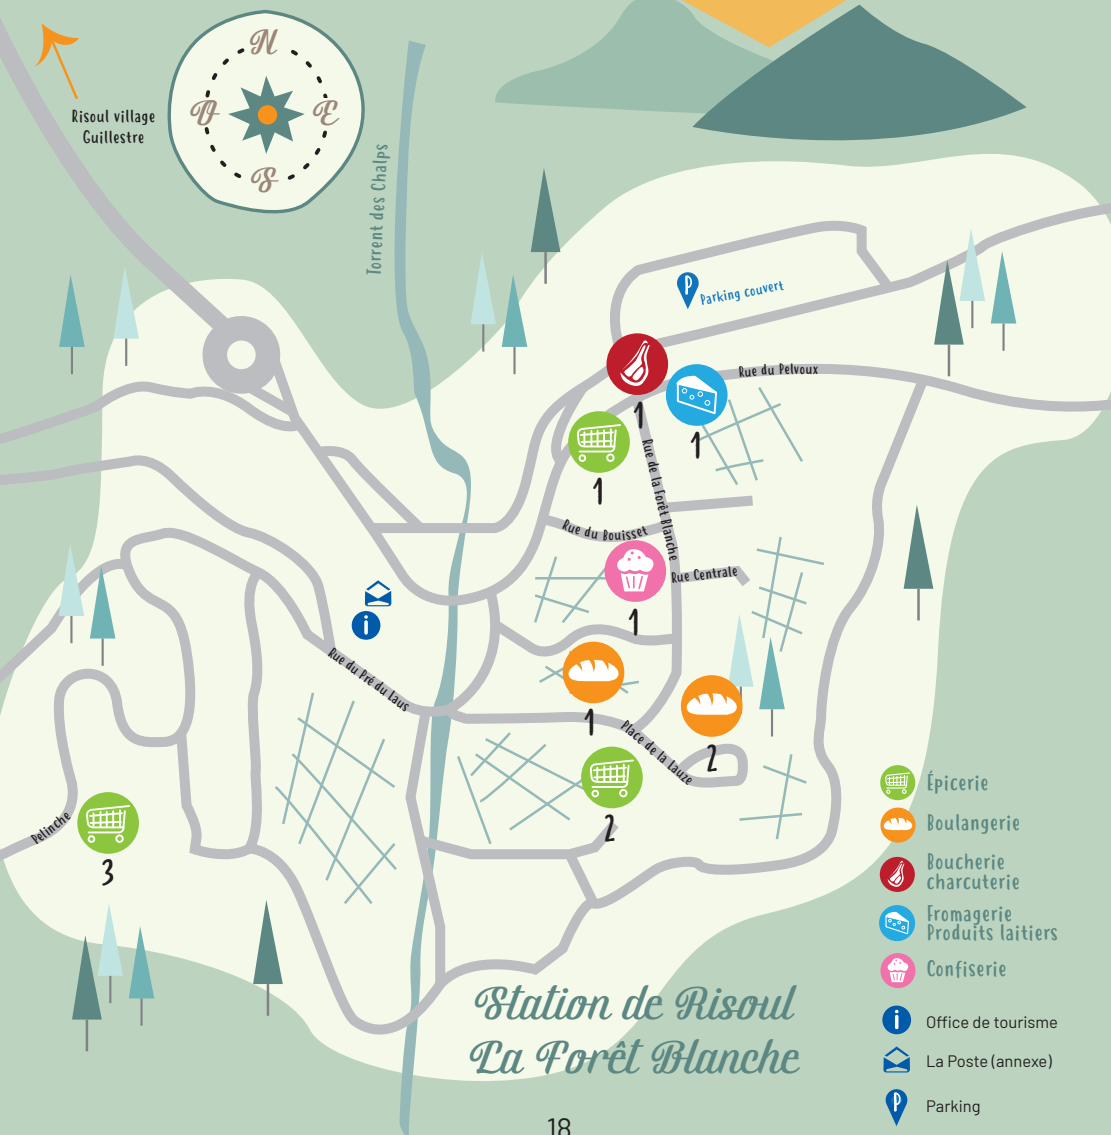 N
O
E
S
Risoul village
Guillestre
Torrent des Chalps
P
Parking couvert
Rue du Pelvoux
1
1
1
Rue de la Forêt Blanche
Rue du Bouisset
Rue Centrale
1
i
Rue du Pré du Laus
1
Place de la Lauze
2
2
Pelinche
3
Épicerie
Boulangerie
Boucherie
charcuterie
Fromagerie
Produits laitiers
Confiserie
i
Office de tourisme
La Poste (annexe)
P
Parking
Station de Risoul
La Forêt Blanche
18